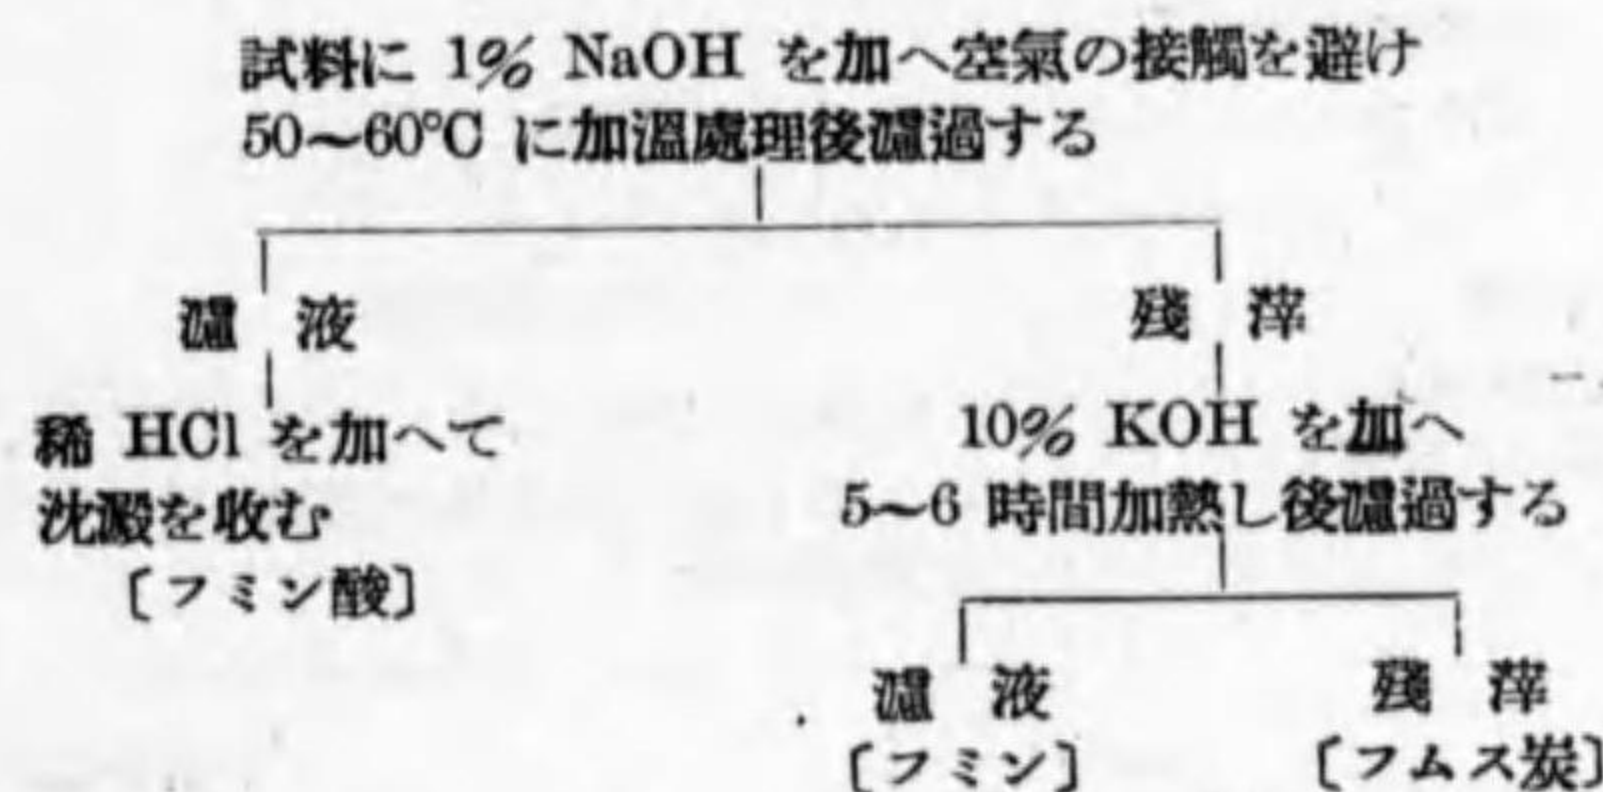 試料に 1% NaOH を加へ空氣の接觸を避け
50~60°C に加溫處理後濾過する
濾 液
殘 滓
稀 HCl を加へて
沈澱を收む
〔フミン酸〕
10% KOH を加へ
5~6 時間加熱し後濾過する
濾 液
殘 滓
〔フミン〕
〔フムス炭〕